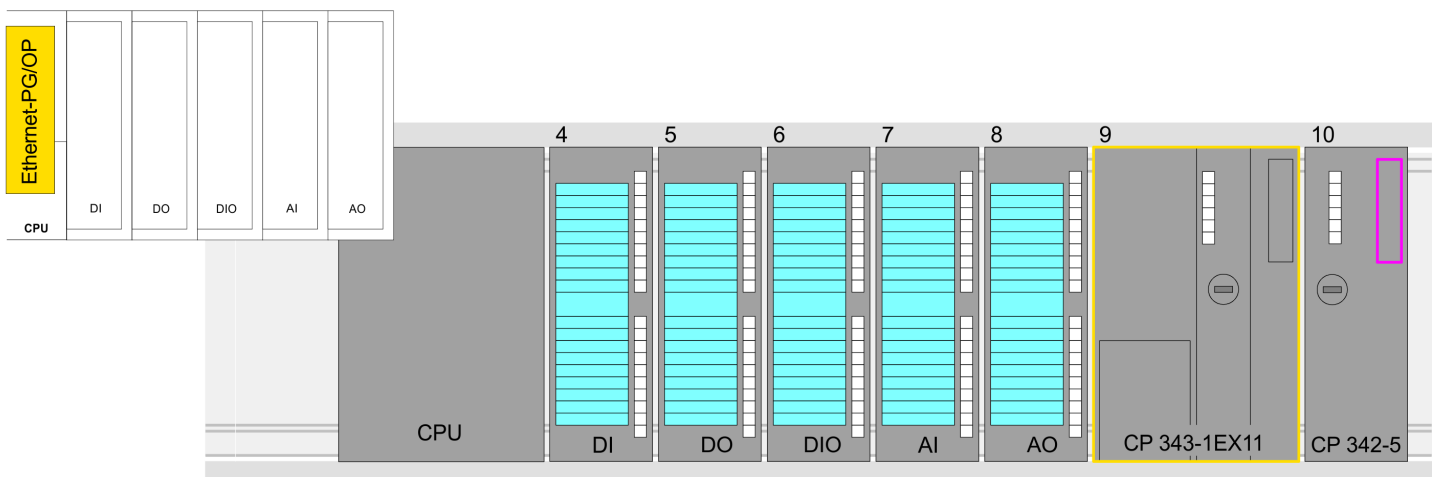 Ethernet-PG/OP
DI DO DIO AI AO
CPU
4 5 6 7 8 9 10
CPU DI DO DIO AI AO CP 343-1EX11 CP 342-5